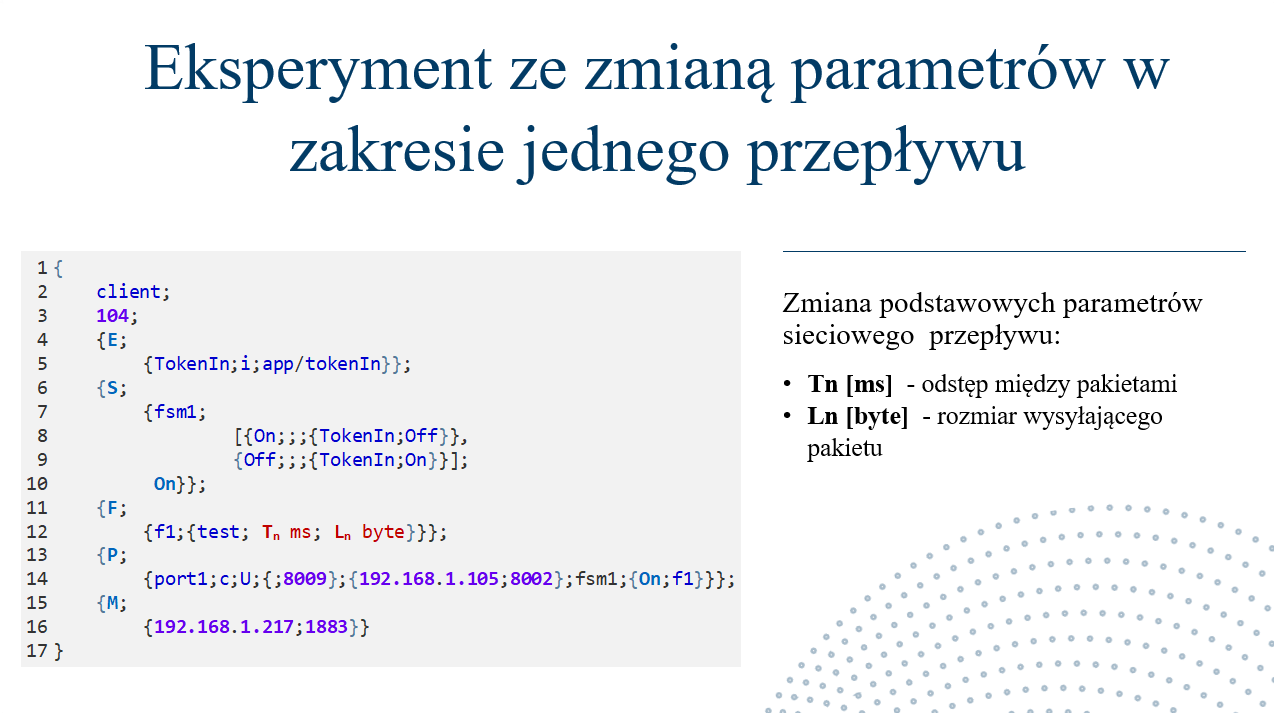 Eksperyment ze zmianą parametrów w
zakresie jednego przepływu
1 {
2 client;
3 104;
4 {E;
5 {TokenIn;i;app/tokenIn}};
6 {S;
7 {fsm1;
8 [{On;;;{TokenIn;Off}},
9 {Off;;;{TokenIn;On}}];
10 On}};
11 {F;
12 {f1;{test; Tₙ ms; Lₙ byte}}};
13 {P;
14 {port1;c;U;{;8009};{192.168.1.105;8002};fsm1;{On;f1}}};
15 {M;
16 {192.168.1.217;1883}}
17 }
Zmiana podstawowych parametrów
sieciowego przepływu:
• Tn [ms] - odstęp między pakietami
• Ln [byte] - rozmiar wysyłającego
pakietu